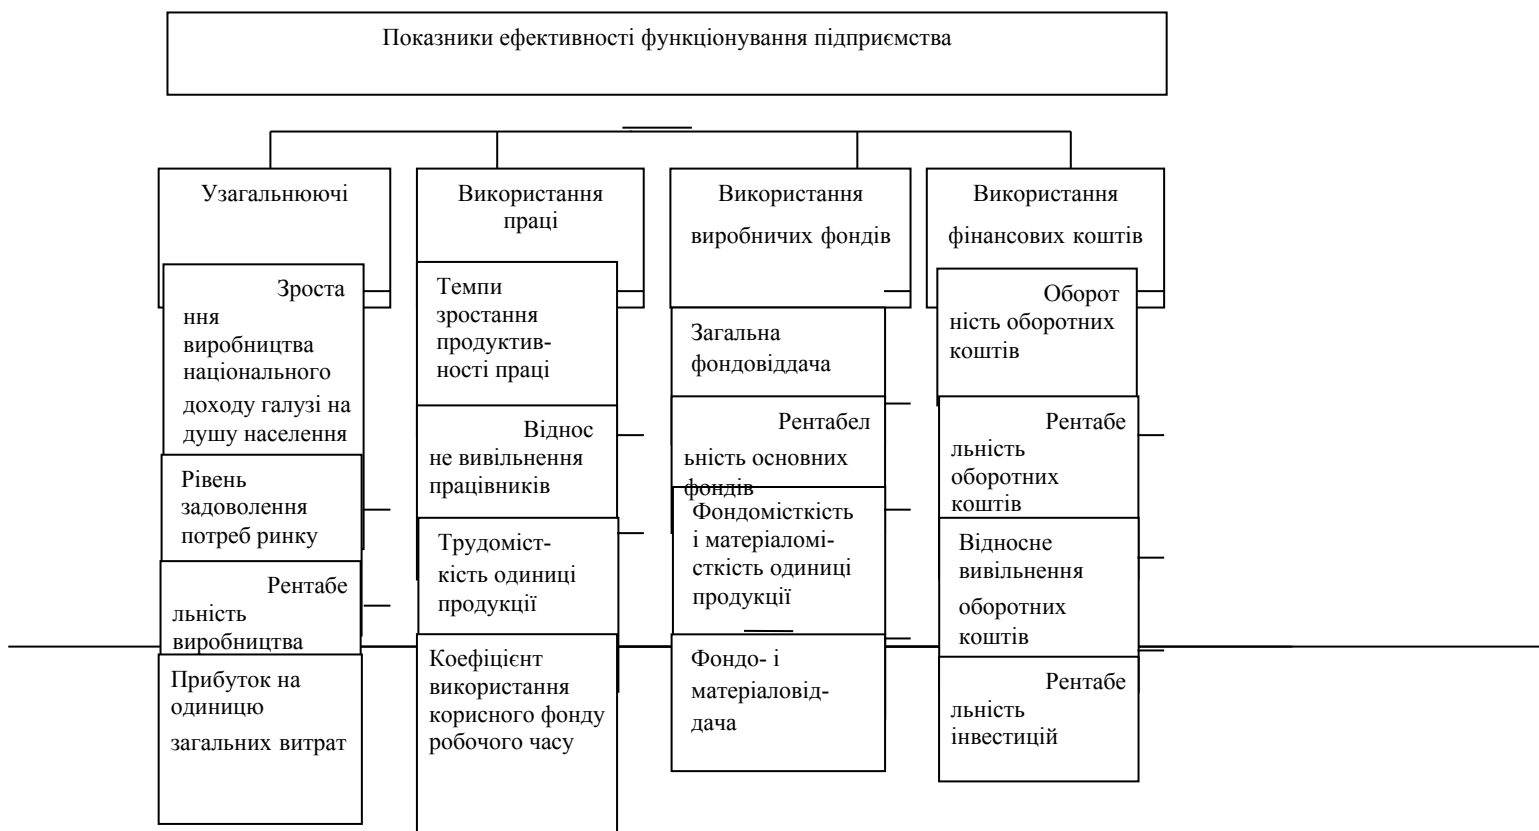 Показники ефективності функціонування підприємства
Узагальнюючі
Зроста
ння
виробництва
національного
доходу галузі на
душу населення
Рівень
задоволення
потреб ринку
Рентабе
льність
виробництва
Прибуток на
одиницю
загальних витрат
Використання
праці
Темпи
зростання
продуктив-
ності праці
Віднос
не вивільнення
працівників
Трудоміст-
кість одиниці
продукції
Коефіцієнт
використання
корисного фонду
робочого часу
Використання
виробничих фондів
Загальна
фондовіддача
Рентабел
ьність основних
фондів
Фондомісткість
і матеріаломі-
сткість одиниці
продукції
Фондо- і
матеріаловід-
дача
Використання
фінансових коштів
Оборот
ність оборотних
коштів
Рентабе
льність
оборотних
коштів
Відносне
вивільнення
оборотних
коштів
Рентабе
льність
інвестицій